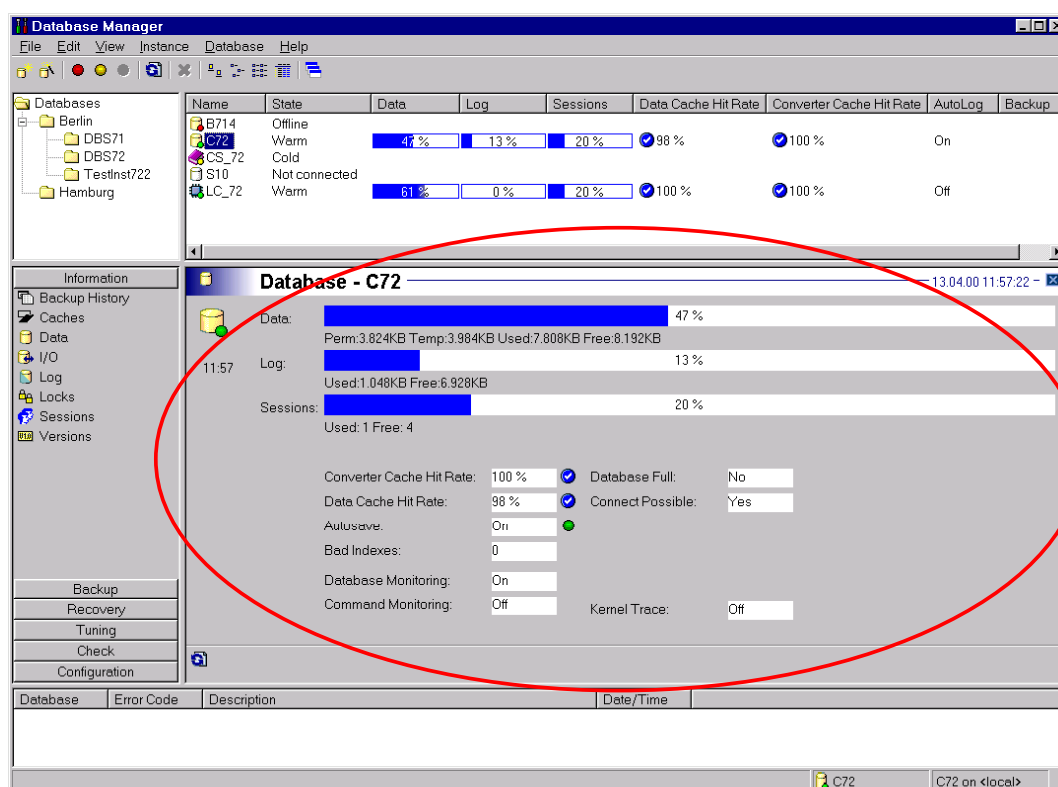 Database Manager
File Edit View Instance Database Help
Databases
Berlin
DBS71
DBS72
TestInst722
Hamburg
Name State Data Log Sessions Data Cache Hit Rate Converter Cache Hit Rate AutoLog Backup
B714 Offline
C72 Warm 47 % 13 % 20 % 98 % 100 % On
CS_72 Cold
S10 Not connected
LC_72 Warm 61 % 0 % 20 % 100 % 100 % Off
Information
Backup History
Caches
Data
I/O
Log
Locks
Sessions
Versions
Backup
Recovery
Tuning
Check
Configuration
Database - C72 13.04.00 11:57:22
11:57
Data: 47 %
Perm:3.824KB Temp:3.984KB Used:7.808KB Free:8.192KB
Log: 13 %
Used:1.048KB Free:6.928KB
Sessions: 20 %
Used: 1 Free: 4
Converter Cache Hit Rate: 100 % Database Full: No
Data Cache Hit Rate: 98 % Connect Possible: Yes
Autosave: On
Bad Indexes: 0
Database Monitoring: On
Command Monitoring: Off Kernel Trace: Off
Database Error Code Description Date/Time
C72 C72 on <local>